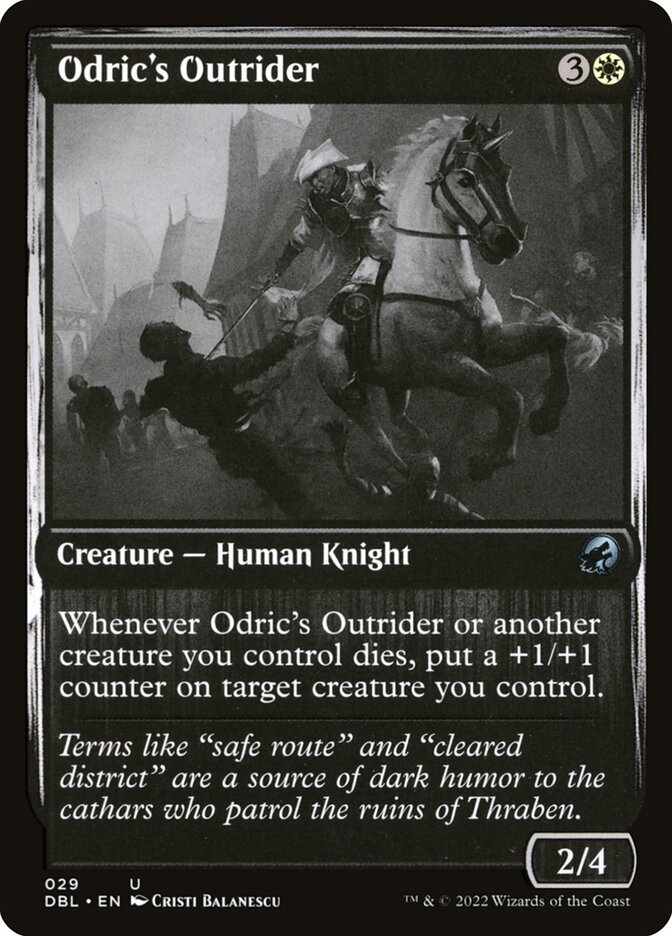 Odric's Outrider 3
Creature — Human Knight
Whenever Odric's Outrider or another
creature you control dies, put a +1/+1
counter on target creature you control.
Terms like “safe route” and “cleared
district” are a source of dark humor to the
cathars who patrol the ruins of Thraben.
2/4
029 U
DBL • EN Cristi Balanescu ™ & © 2022 Wizards of the Coast